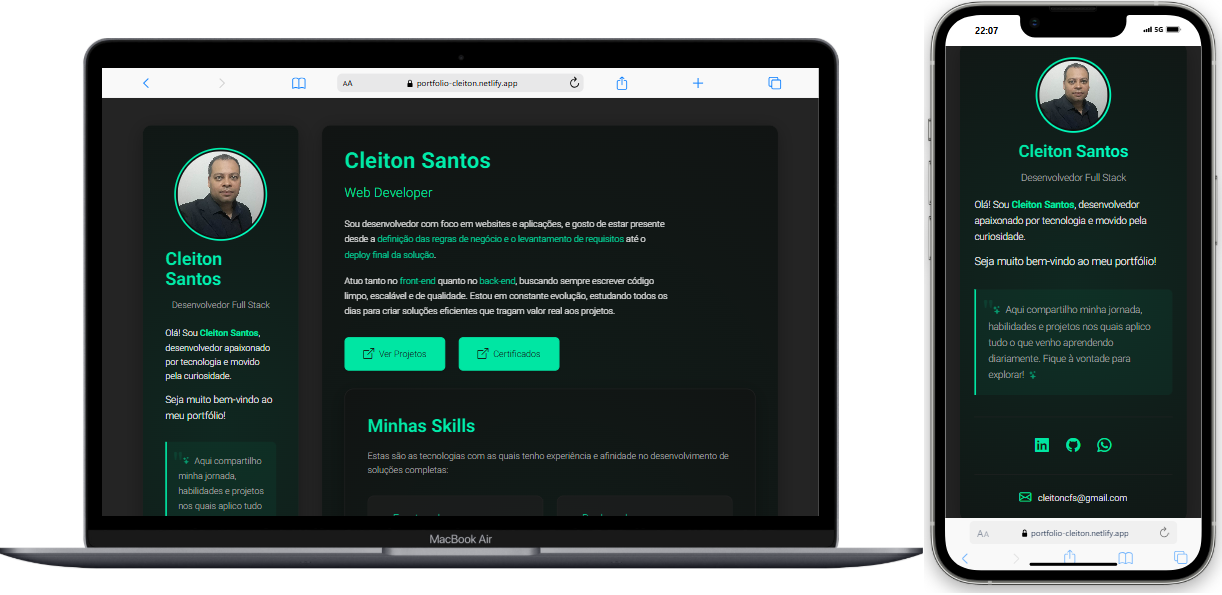 AA portfolio-cleiton.netlify.app
Cleiton
Santos
Desenvolvedor Full Stack
Olá! Sou Cleiton Santos,
desenvolvedor apaixonado
por tecnologia e movido
pela curiosidade.
Seja muito bem-vindo ao
meu portfólio!
Aqui compartilho
minha jornada,
habilidades e projetos
nos quais aplico tudo
Cleiton Santos
Web Developer
Sou desenvolvedor com foco em websites e aplicações, e gosto de estar presente
desde a definição das regras de negócio e o levantamento de requisitos até o
deploy final da solução.
Atuo tanto no front-end quanto no back-end, buscando sempre escrever código
limpo, escalável e de qualidade. Estou em constante evolução, estudando todos os
dias para criar soluções eficientes que tragam valor real aos projetos.
Ver Projetos Certificados
Minhas Skills
Estas são as tecnologias com as quais tenho experiência e afinidade no desenvolvimento de
soluções completas:
MacBook Air
22:07 5G
Cleiton Santos
Desenvolvedor Full Stack
Olá! Sou Cleiton Santos, desenvolvedor
apaixonado por tecnologia e movido pela
curiosidade.
Seja muito bem-vindo ao meu portfólio!
" Aqui compartilho minha jornada,
habilidades e projetos nos quais aplico
tudo o que venho aprendendo
diariamente. Fique à vontade para
explorar!
cleitoncfs@gmail.com
AA portfolio-cleiton.netlify.app